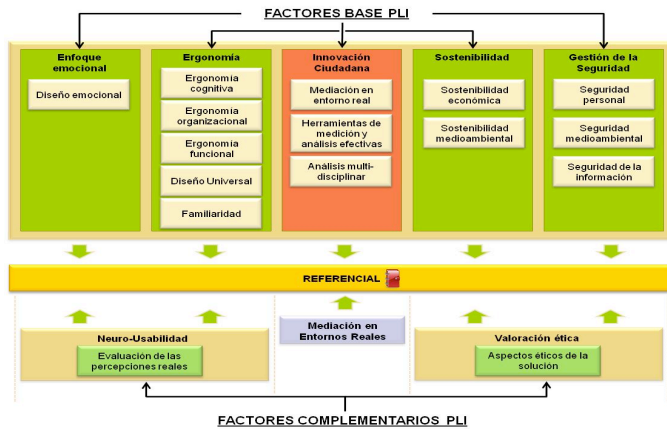 FACTORES BASE PLI
Enfoque
emocional
Diseño emocional
Ergonomía
Ergonomía
cognitiva
Ergonomía
organizacional
Ergonomía
funcional
Diseño Universal
Familiaridad
Innovación
Ciudadana
Mediación en
entorno real
Herramientas de
medición y
análisis efectivas
Análisis multi-
disciplinar
Sostenibilidad
Sostenibilidad
económica
Sostenibilidad
medioambiental
Gestión de la
Seguridad
Seguridad
personal
Seguridad
medioambiental
Seguridad de la
información
REFERENCIAL
Neuro-Usabilidad
Evaluación de las
percepciones reales
Mediación en
Entornos Reales
Valoración ética
Aspectos éticos de la
solución
FACTORES COMPLEMENTARIOS PLI